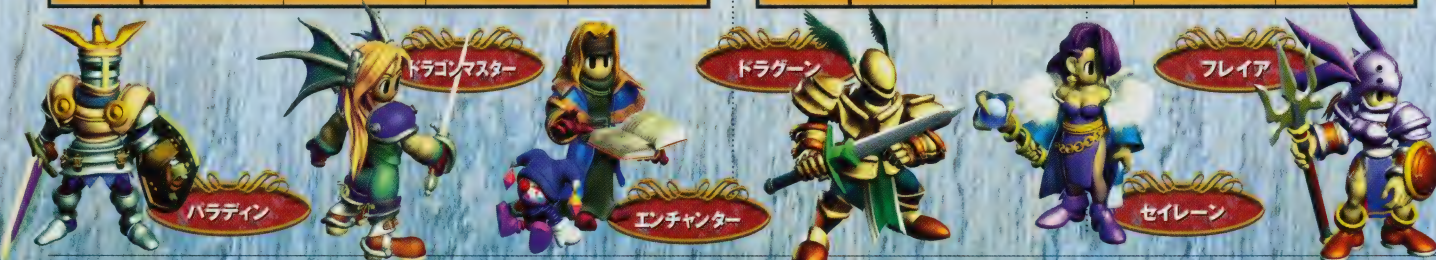 パラディン
ドラゴンマスター
エンチャンター
ドラグーン
セイレーン
フレイア